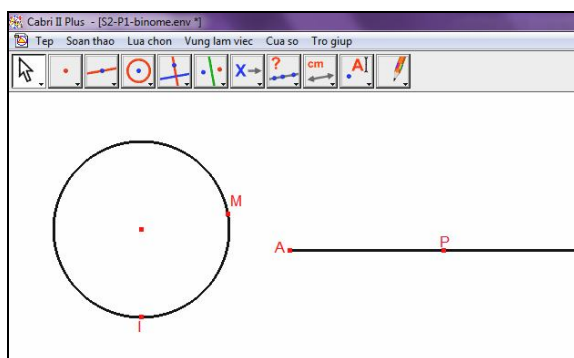 Cabri II Plus - [S2-P1-binome.env *]
Tep Soan thao Lua chon Vung lam viec Cua so Tro giup
X ? cm A
M
A P
I